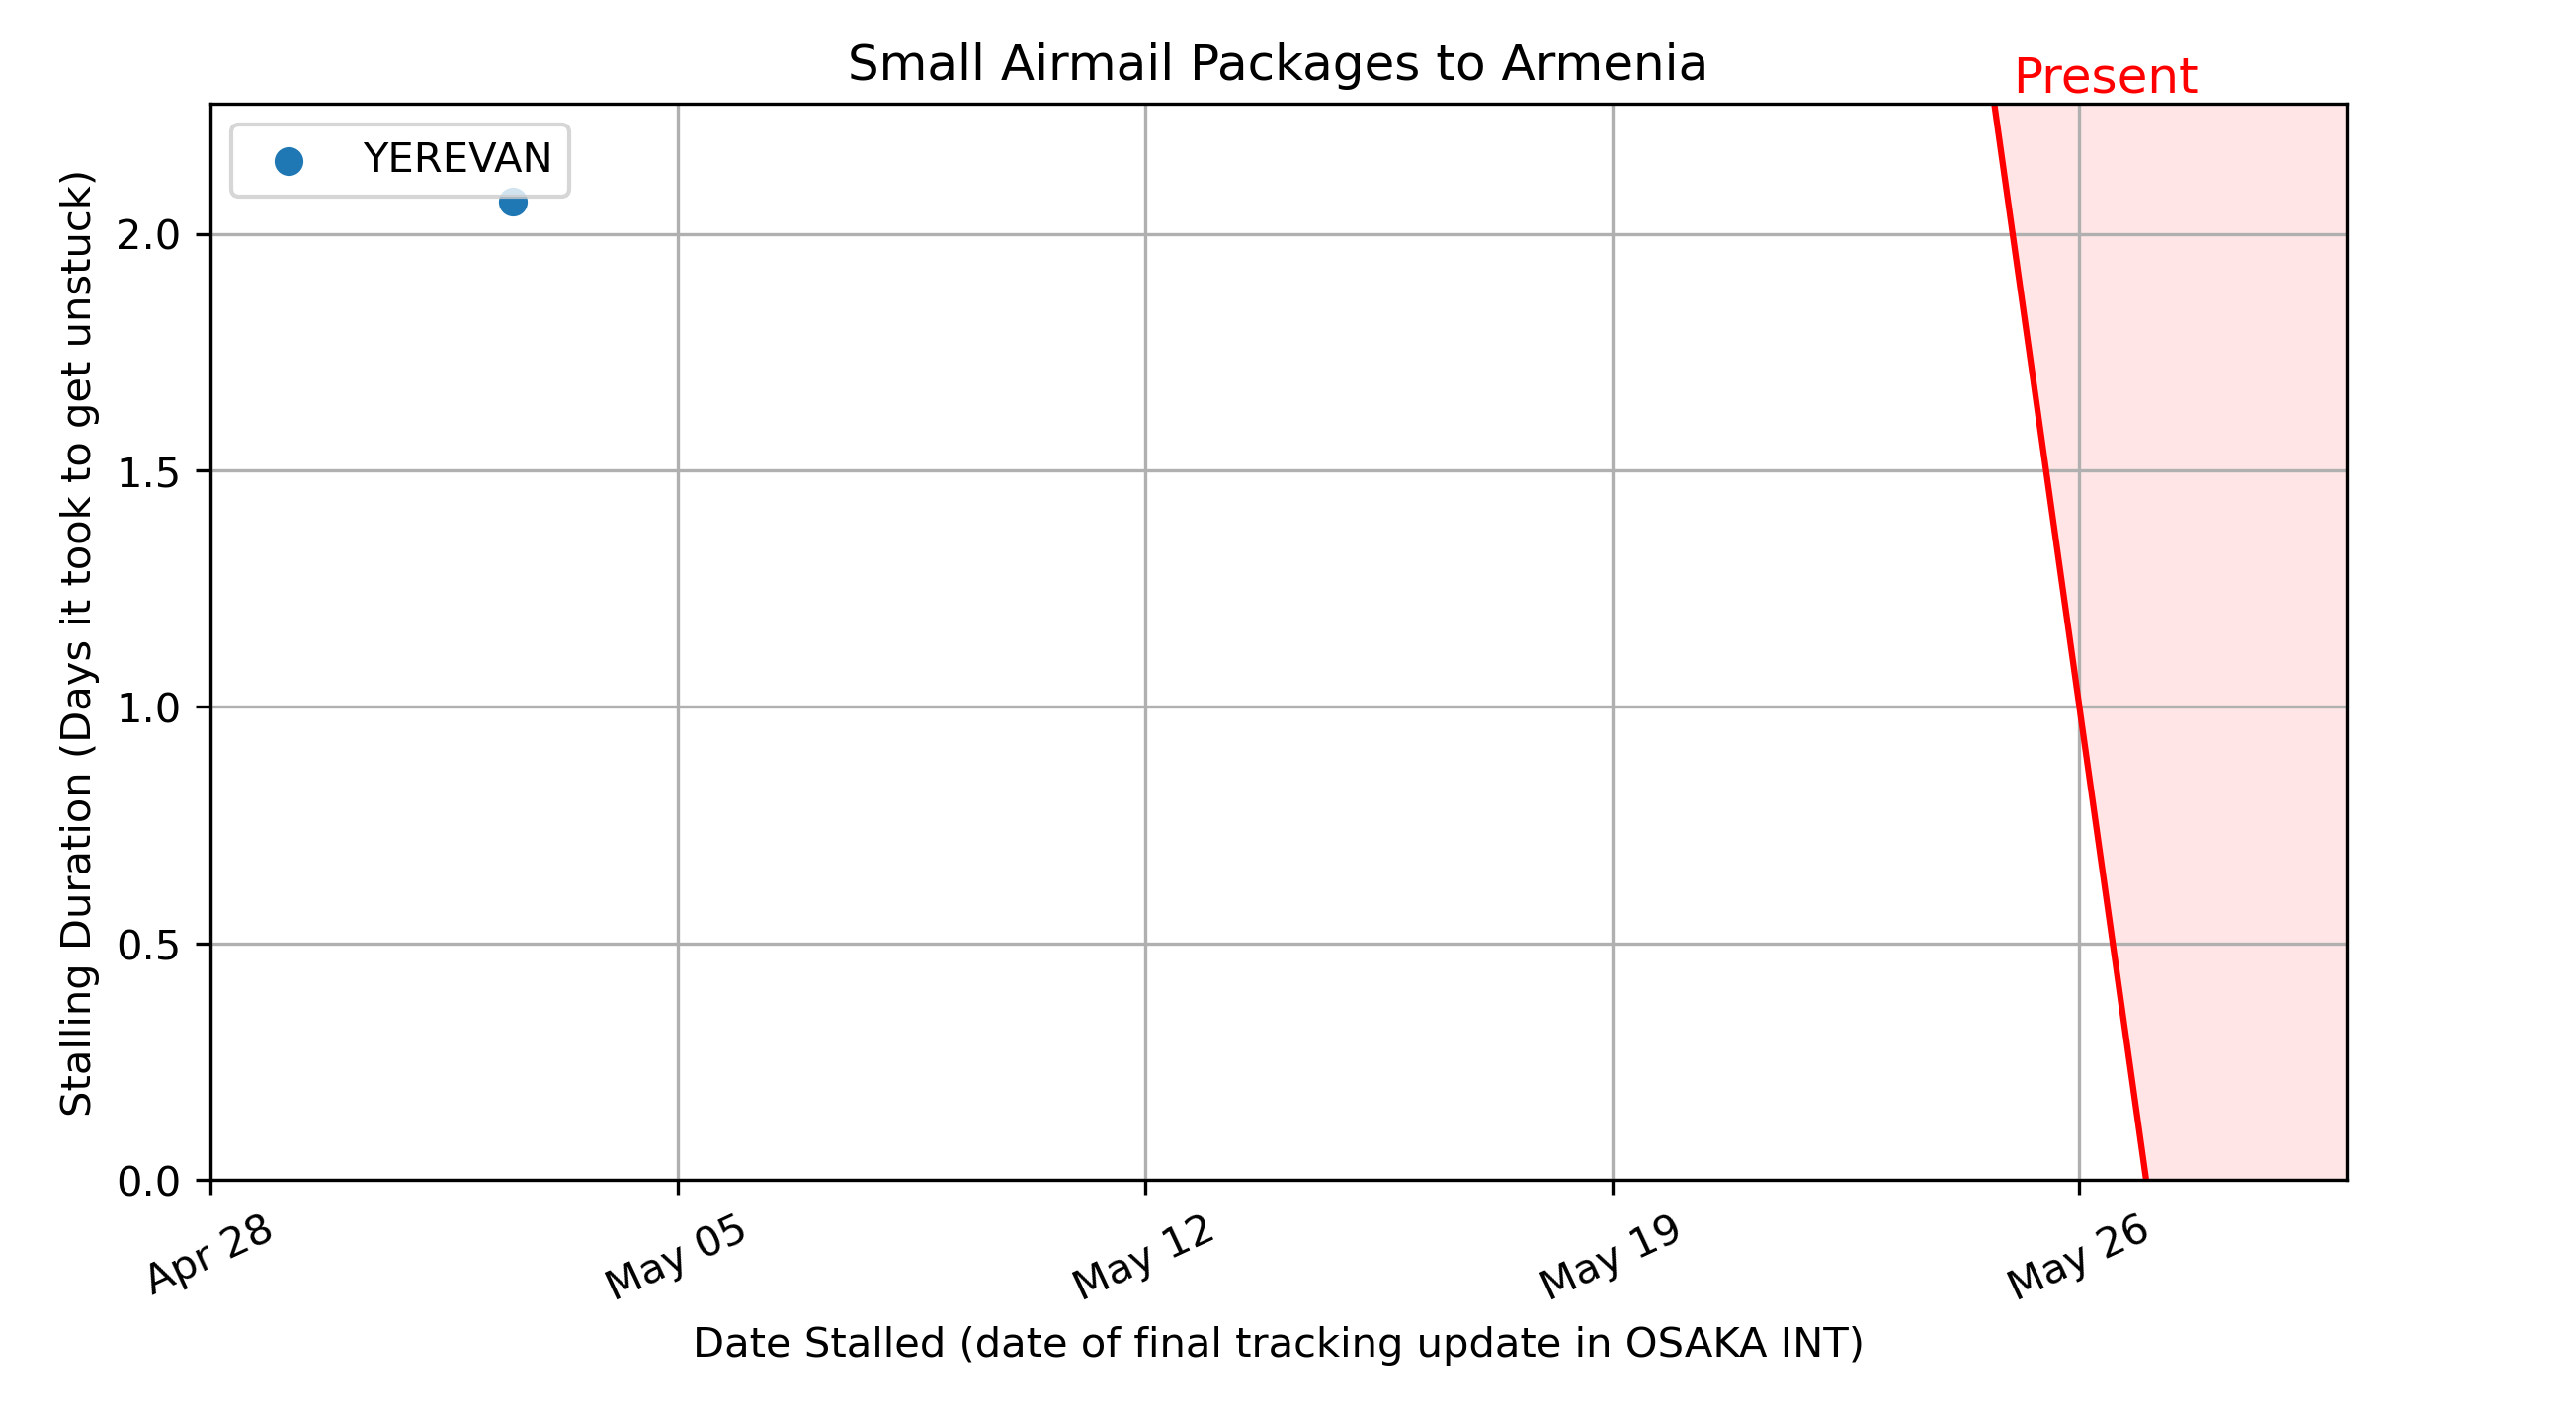 Small Airmail Packages to Armenia
Present
YEREVAN
Stalling Duration (Days it took to get unstuck)
2.0
1.5
1.0
0.5
0.0
Apr 28
May 05
May 12
May 19
May 26
Date Stalled (date of final tracking update in OSAKA INT)